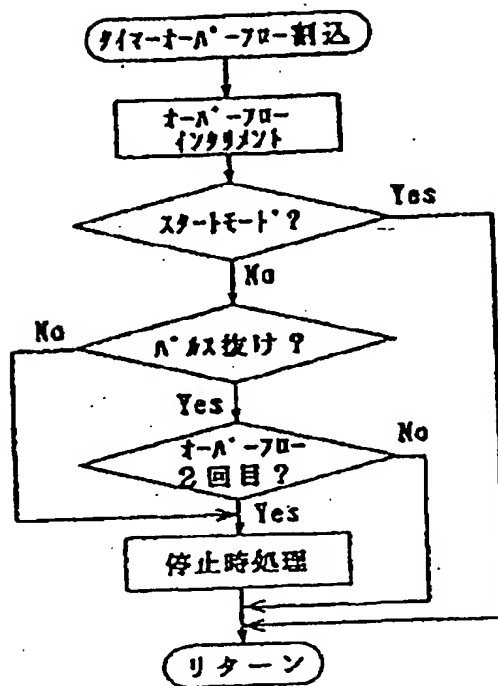 タイマーオーバーフロー割込
オーバーフロー
インクリメント
スタートモード?
Yes
No
パルス抜け?
No
Yes
オーバーフロー
2回目?
No
Yes
停止時処理
リターン